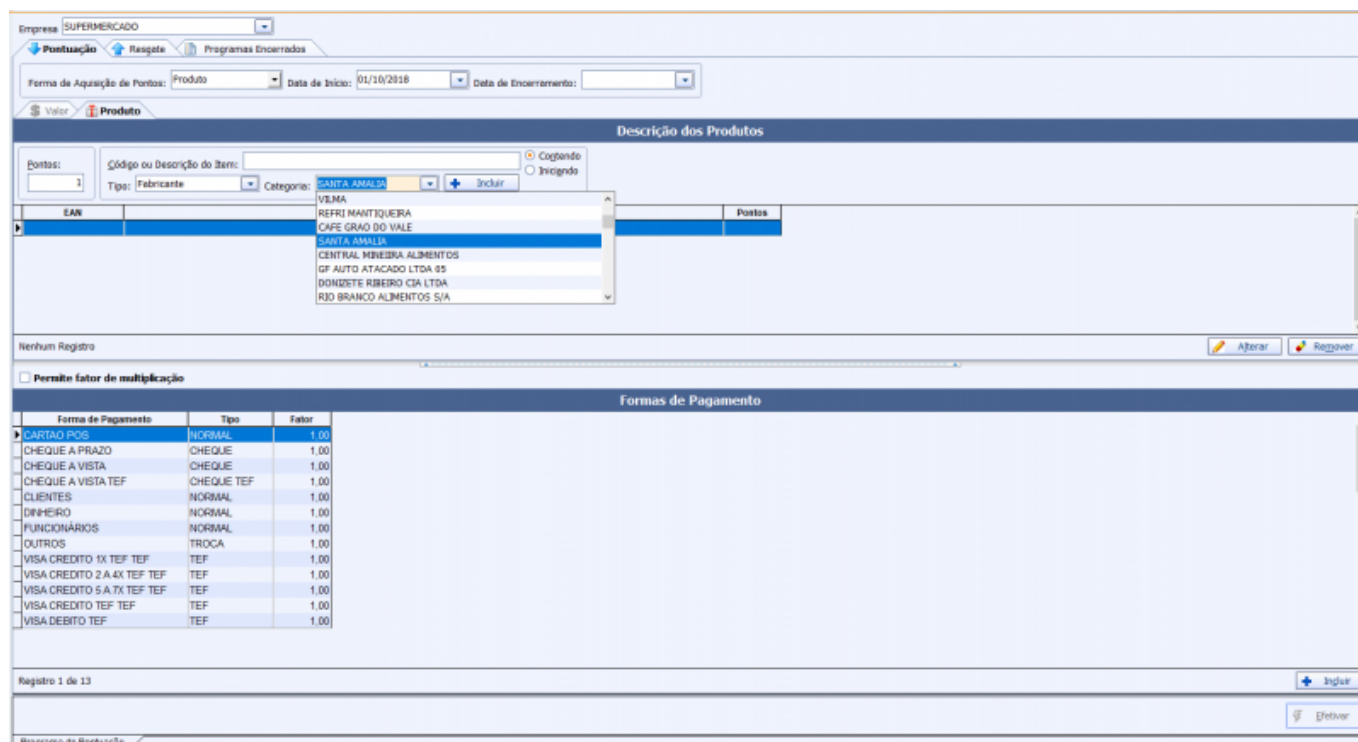 Empresa SUPERMERCADO
Pontuação Resgate Programas Encerrados
Forma de Aquisição de Pontos: Produto Data de Início: 01/10/2018 Data de Encerramento:
Valor Produto
Descrição dos Produtos
Pontos: Código ou Descrição do Item: Contendo
Iniciando
1 Tipo: Fabricante Categoria: SANTA AMALIA Incluir
VILMA
EAN REFRI MANTIQUEIRA Pontos
CAFE GRAO DO VALE
SANTA AMALIA
CENTRAL MINEIRA ALIMENTOS
GF AUTO ATACADO LTDA 05
DONIZETE RIBEIRO CIA LTDA
RIO BRANCO ALIMENTOS S/A
Nenhum Registro Alterar Remover
Permite fator de multiplicação
Formas de Pagamento
Forma de Pagamento Tipo Fator
CARTAO POS NORMAL 1,00
CHEQUE A PRAZO CHEQUE 1,00
CHEQUE A VISTA CHEQUE 1,00
CHEQUE A VISTA TEF CHEQUE TEF 1,00
CLIENTES NORMAL 1,00
DINHEIRO NORMAL 1,00
FUNCIONÁRIOS NORMAL 1,00
OUTROS TROCA 1,00
VISA CREDITO 1X TEF TEF TEF 1,00
VISA CREDITO 2 A 4X TEF TEF TEF 1,00
VISA CREDITO 5 A 7X TEF TEF TEF 1,00
VISA CREDITO TEF TEF TEF 1,00
VISA DEBITO TEF TEF 1,00
Registro 1 de 13 Incluir
Efetivar
Programa de Pontuação